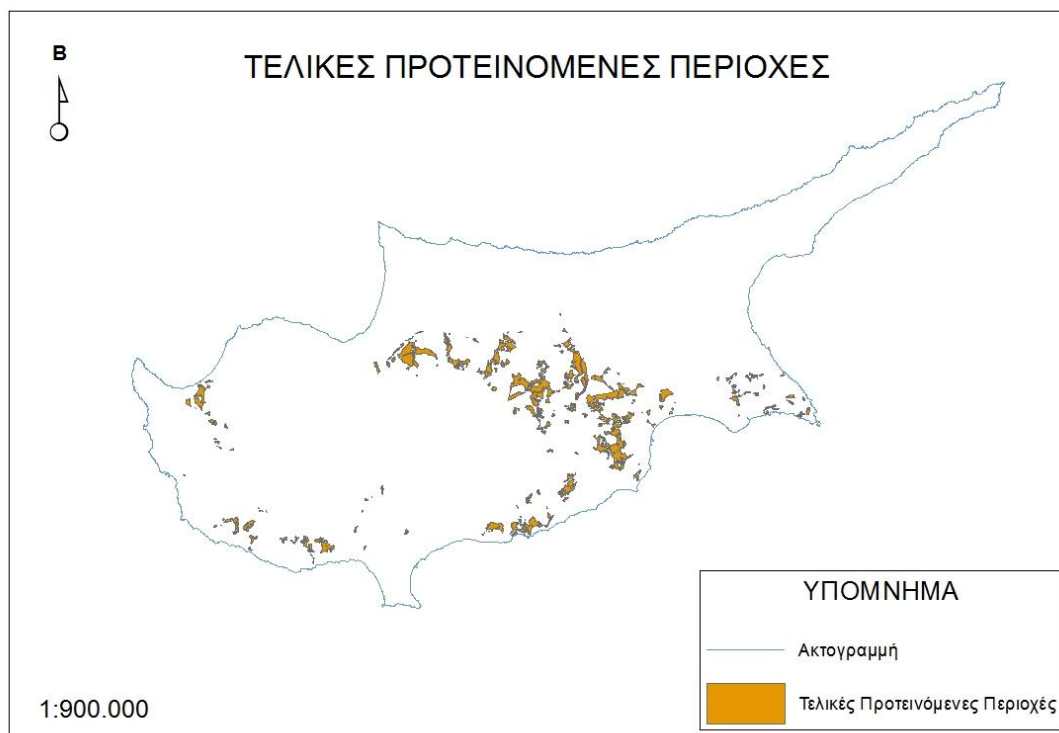 Β
ΤΕΛΙΚΕΣ ΠΡΟΤΕΙΝΟΜΕΝΕΣ ΠΕΡΙΟΧΕΣ
ΥΠΟΜΝΗΜΑ
Ακτογραμμή
Τελικές Προτεινόμενες Περιοχές
1:900.000